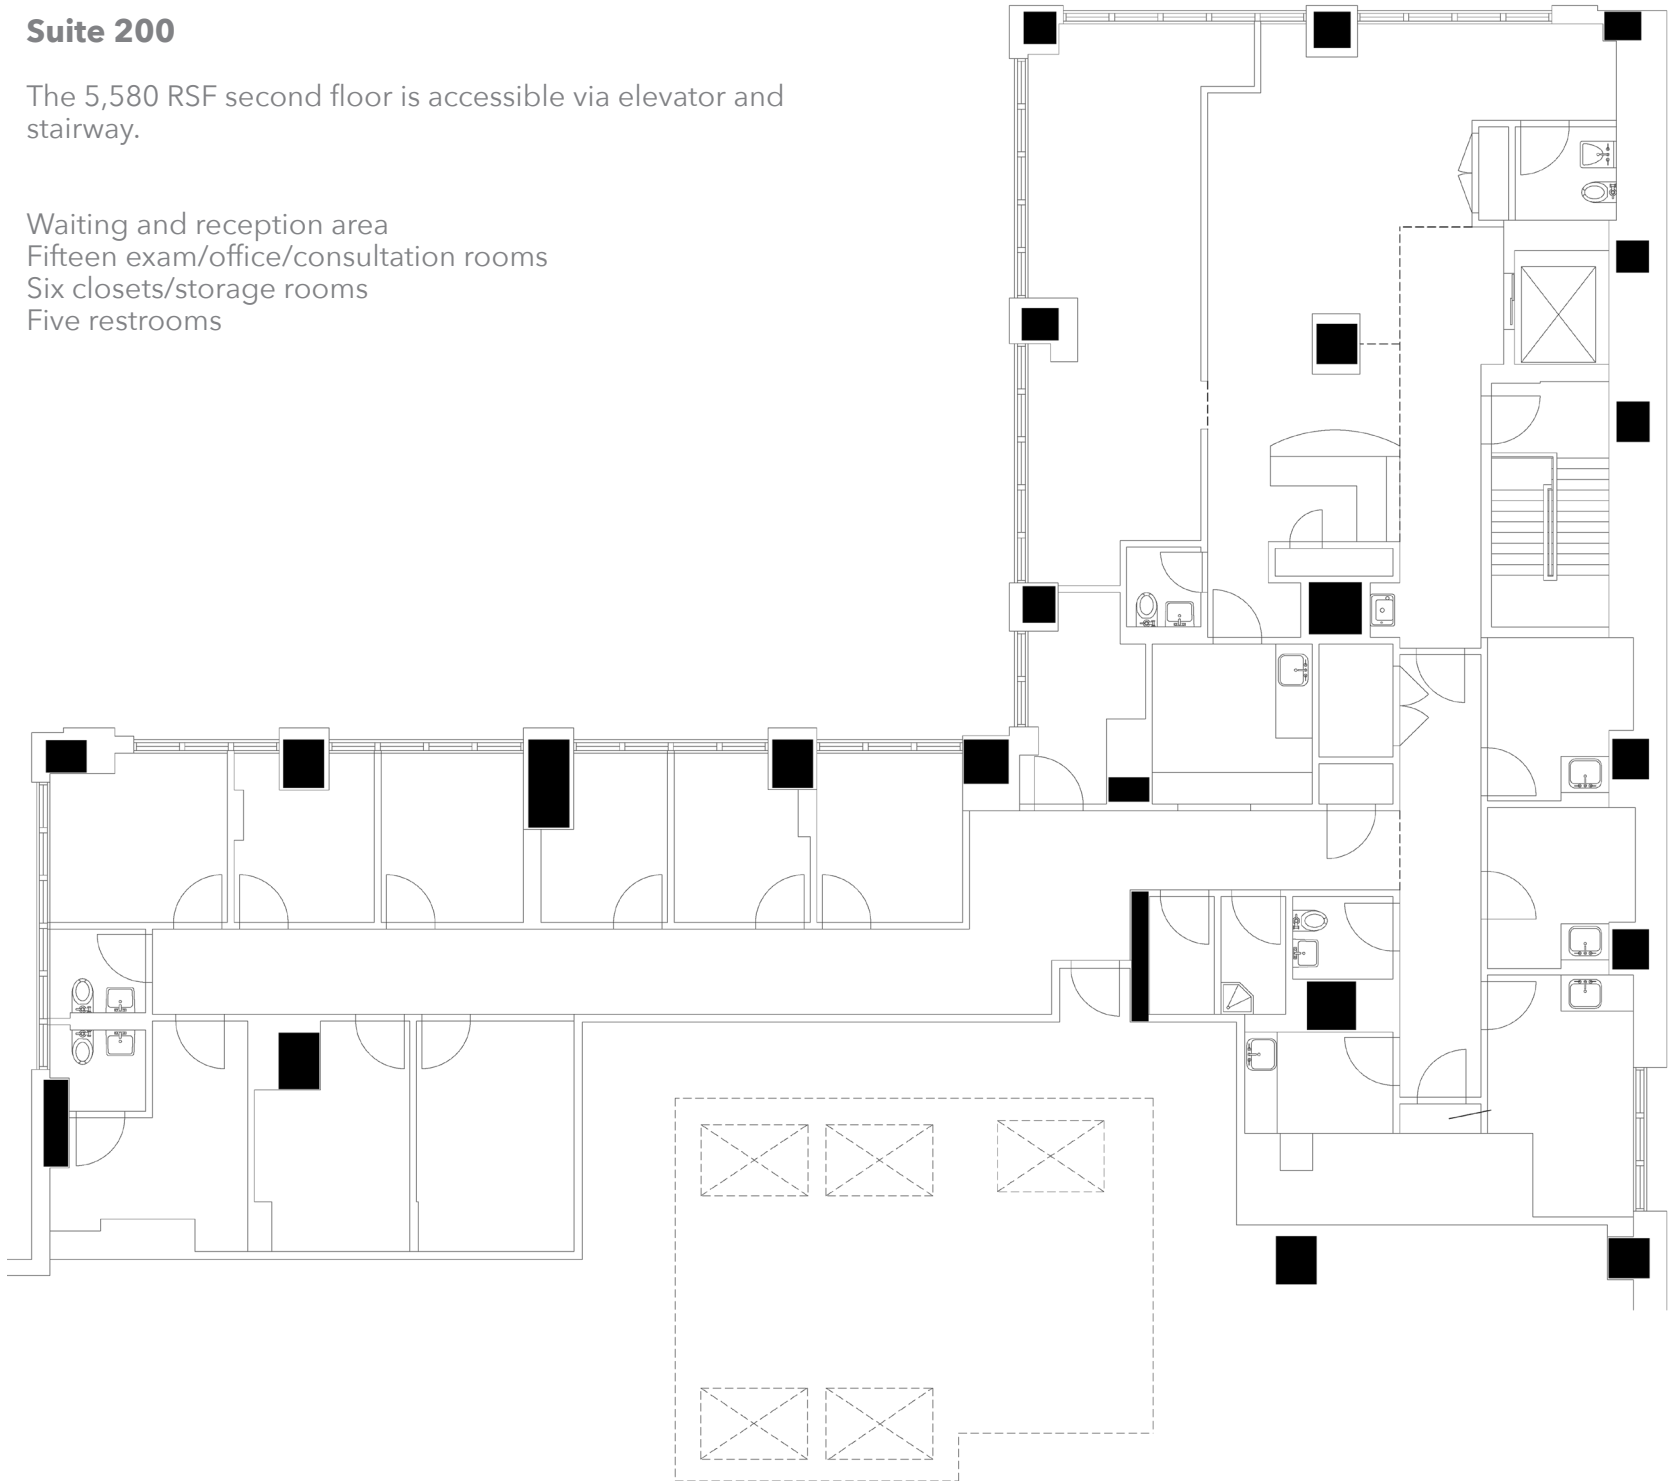 Suite 200
The 5,580 RSF second floor is accessible via elevator and
stairway.
Waiting and reception area
Fifteen exam/office/consultation rooms
Six closets/storage rooms
Five restrooms